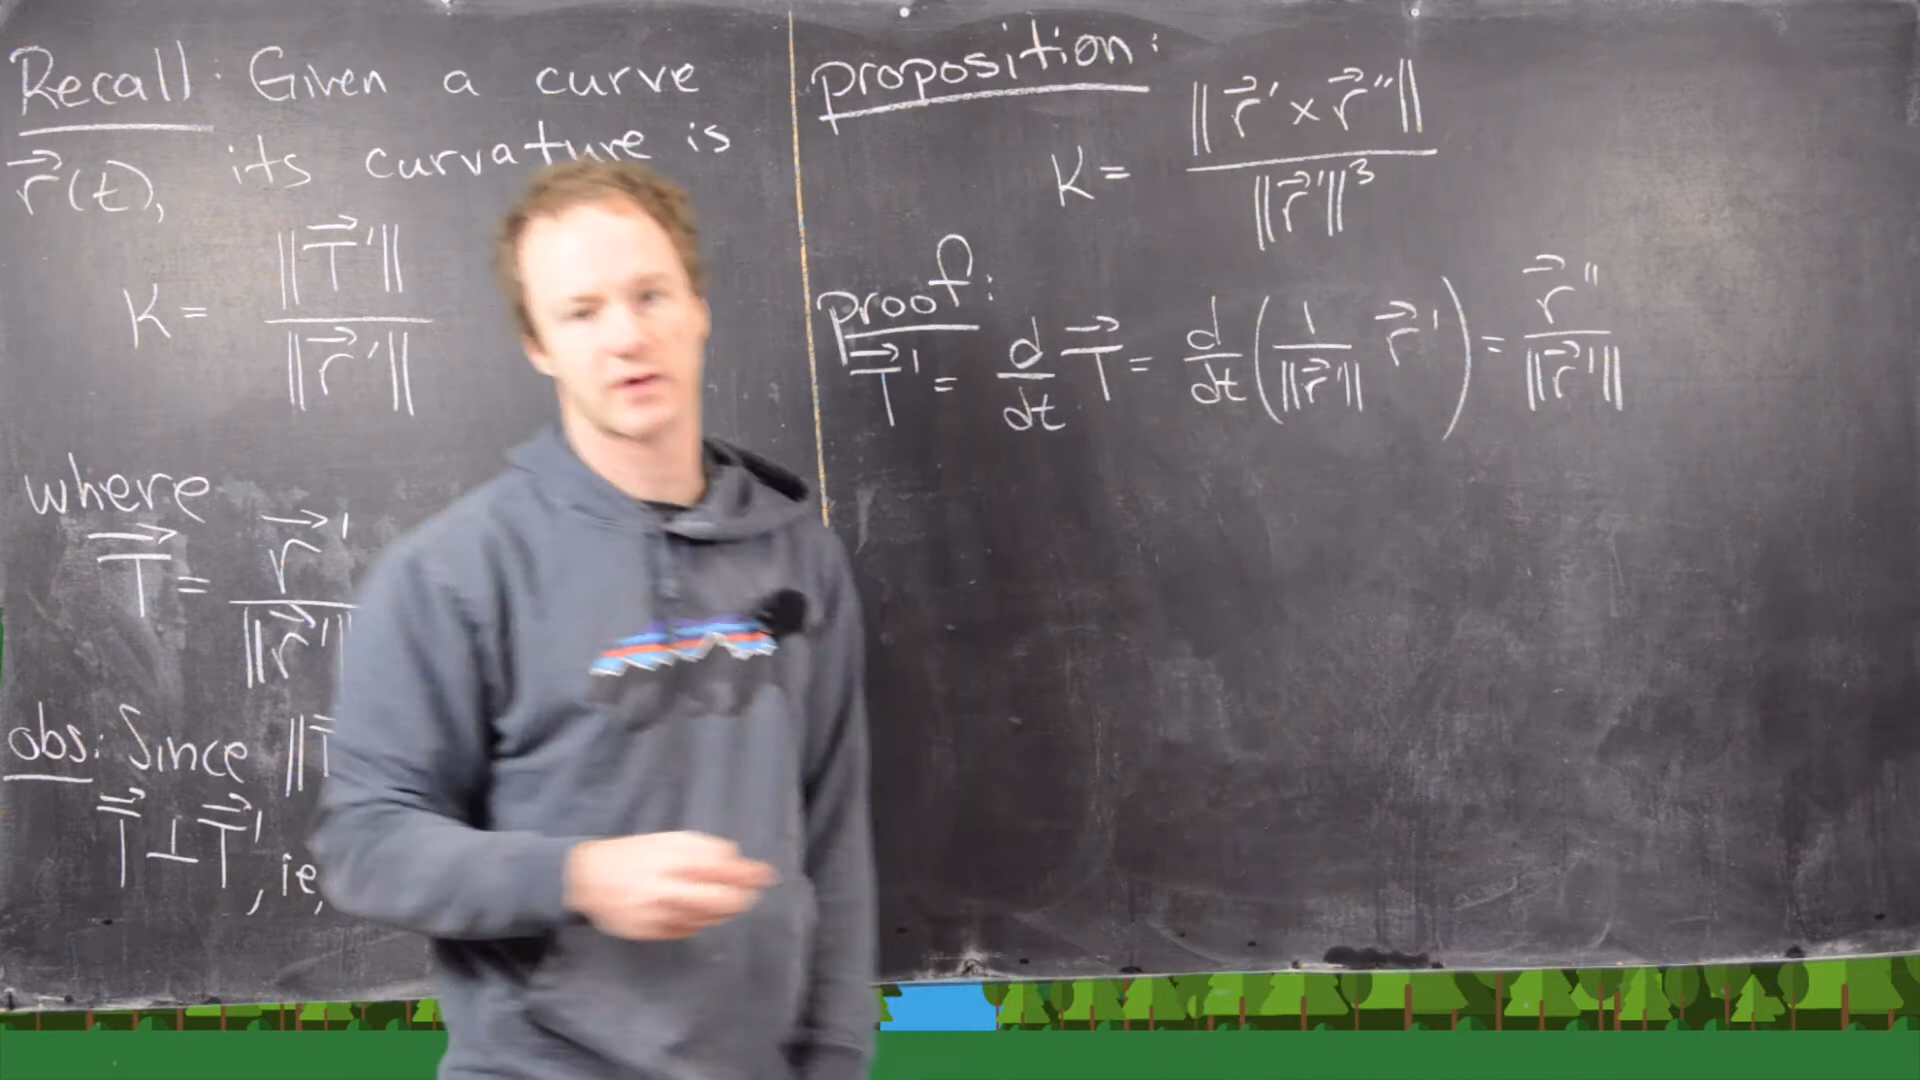 Recall: Given a curve
r⃗(t), its curvature is
K = ‖T⃗'‖ / ‖r⃗'‖
where
T⃗ = r⃗' / ‖r⃗'‖
obs: Since ‖T⃗
T⃗ ⊥ T⃗', ie,
proposition:
K = ‖r⃗' × r⃗''‖ / ‖r⃗'‖³
proof:
T⃗' = d/dt T⃗ = d/dt (1/‖r⃗'‖ r⃗') = r⃗'' / ‖r⃗'‖